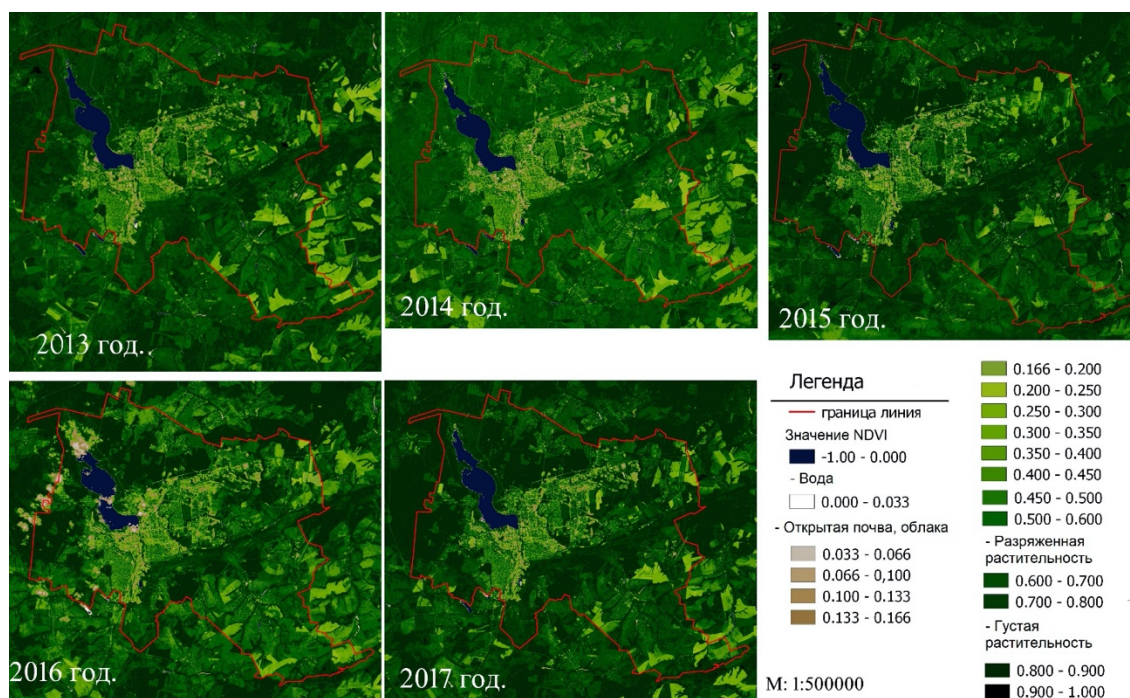 2013 год.
2014 год.
2015 год.
2016 год.
2017 год.
Легенда
граница линия
Значение NDVI
-1.00 - 0.000
- Вода
0.000 - 0.033
- Открытая почва, облака
0.033 - 0.066
0.066 - 0,100
0.100 - 0.133
0.133 - 0.166
М: 1:500000
0.166 - 0.200
0.200 - 0.250
0.250 - 0.300
0.300 - 0.350
0.350 - 0.400
0.400 - 0.450
0.450 - 0.500
0.500 - 0.600
- Разряженная
растительность
0.600 - 0.700
0.700 - 0.800
- Густая
растительность
0.800 - 0.900
0.900 - 1.000